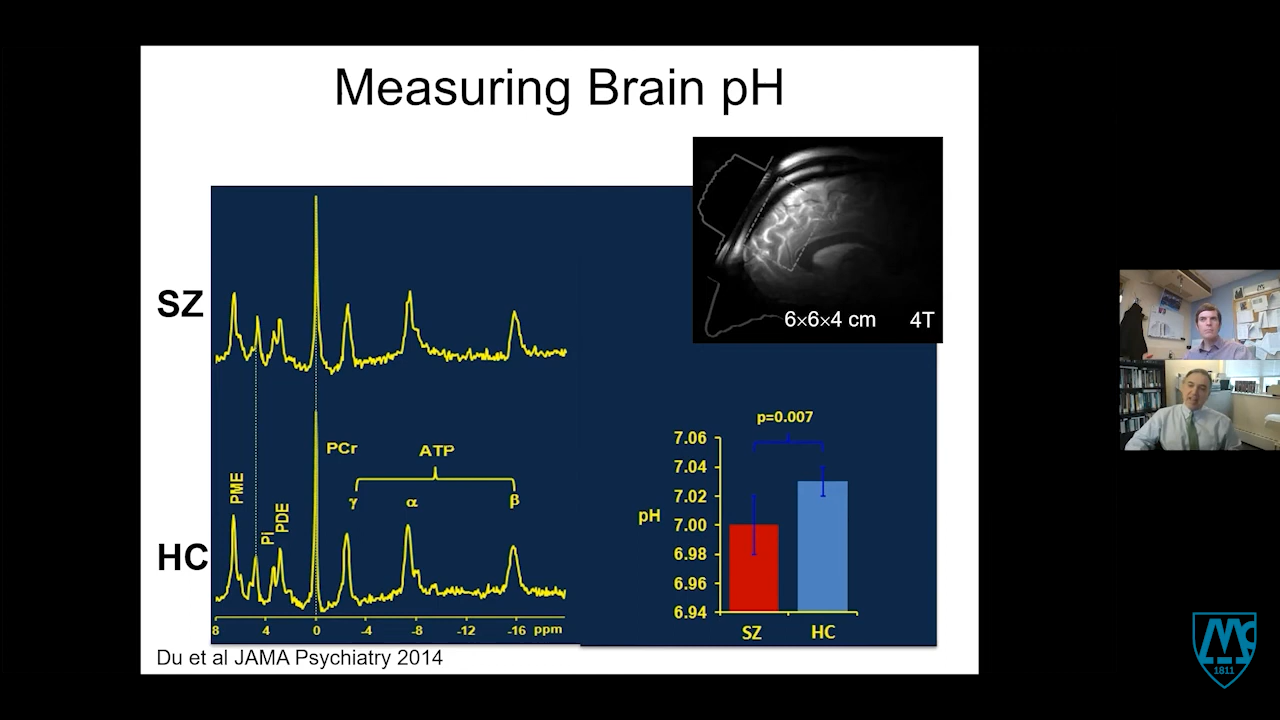 Measuring Brain pH
SZ
HC
PME
Pi
PDE
PCr
ATP
γ
α
β
8 4 0 -4 -8 -12 -16 ppm
6×6×4 cm 4T
p=0.007
pH
7.06
7.04
7.02
7.00
6.98
6.96
6.94
SZ HC
Du et al JAMA Psychiatry 2014
Mc
1811